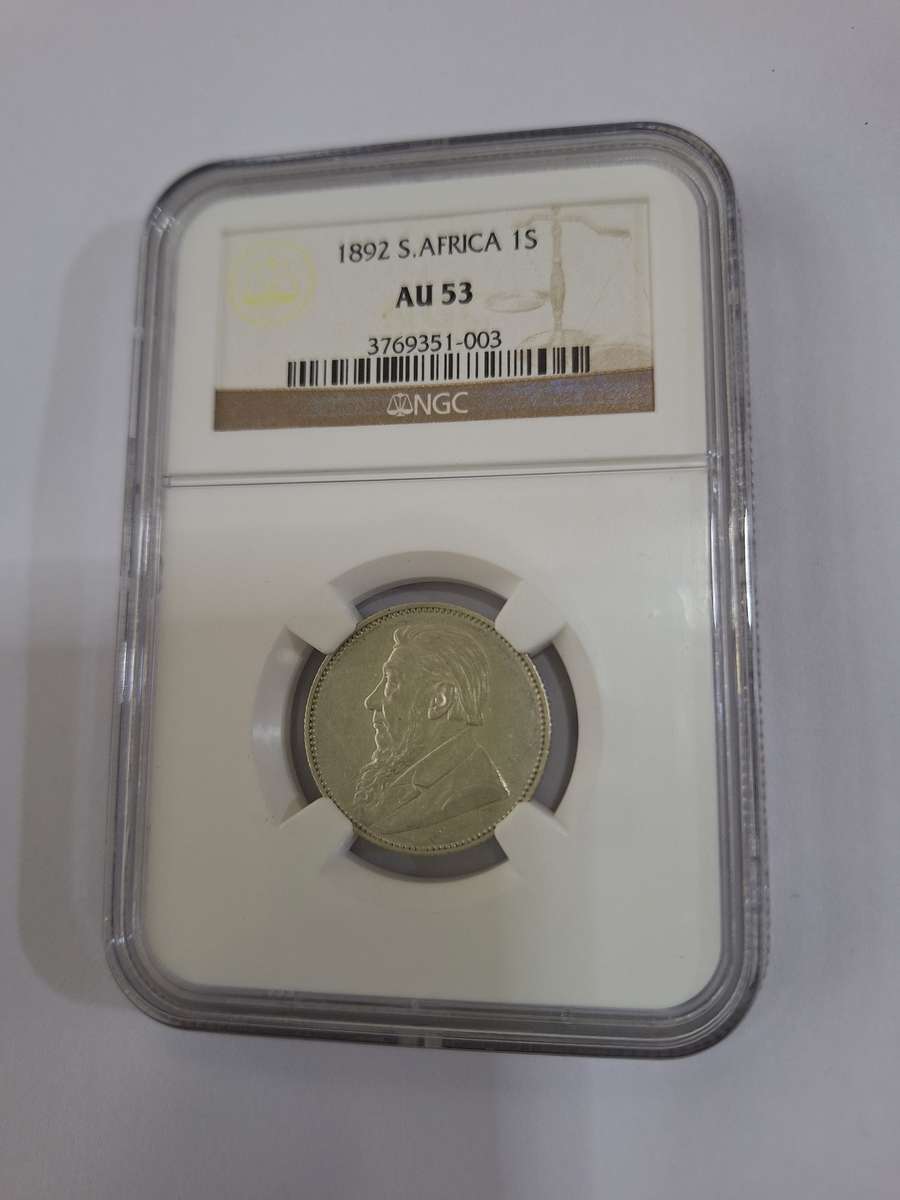 1892 S.AFRICA 1S
AU 53
3769351-003
NGC